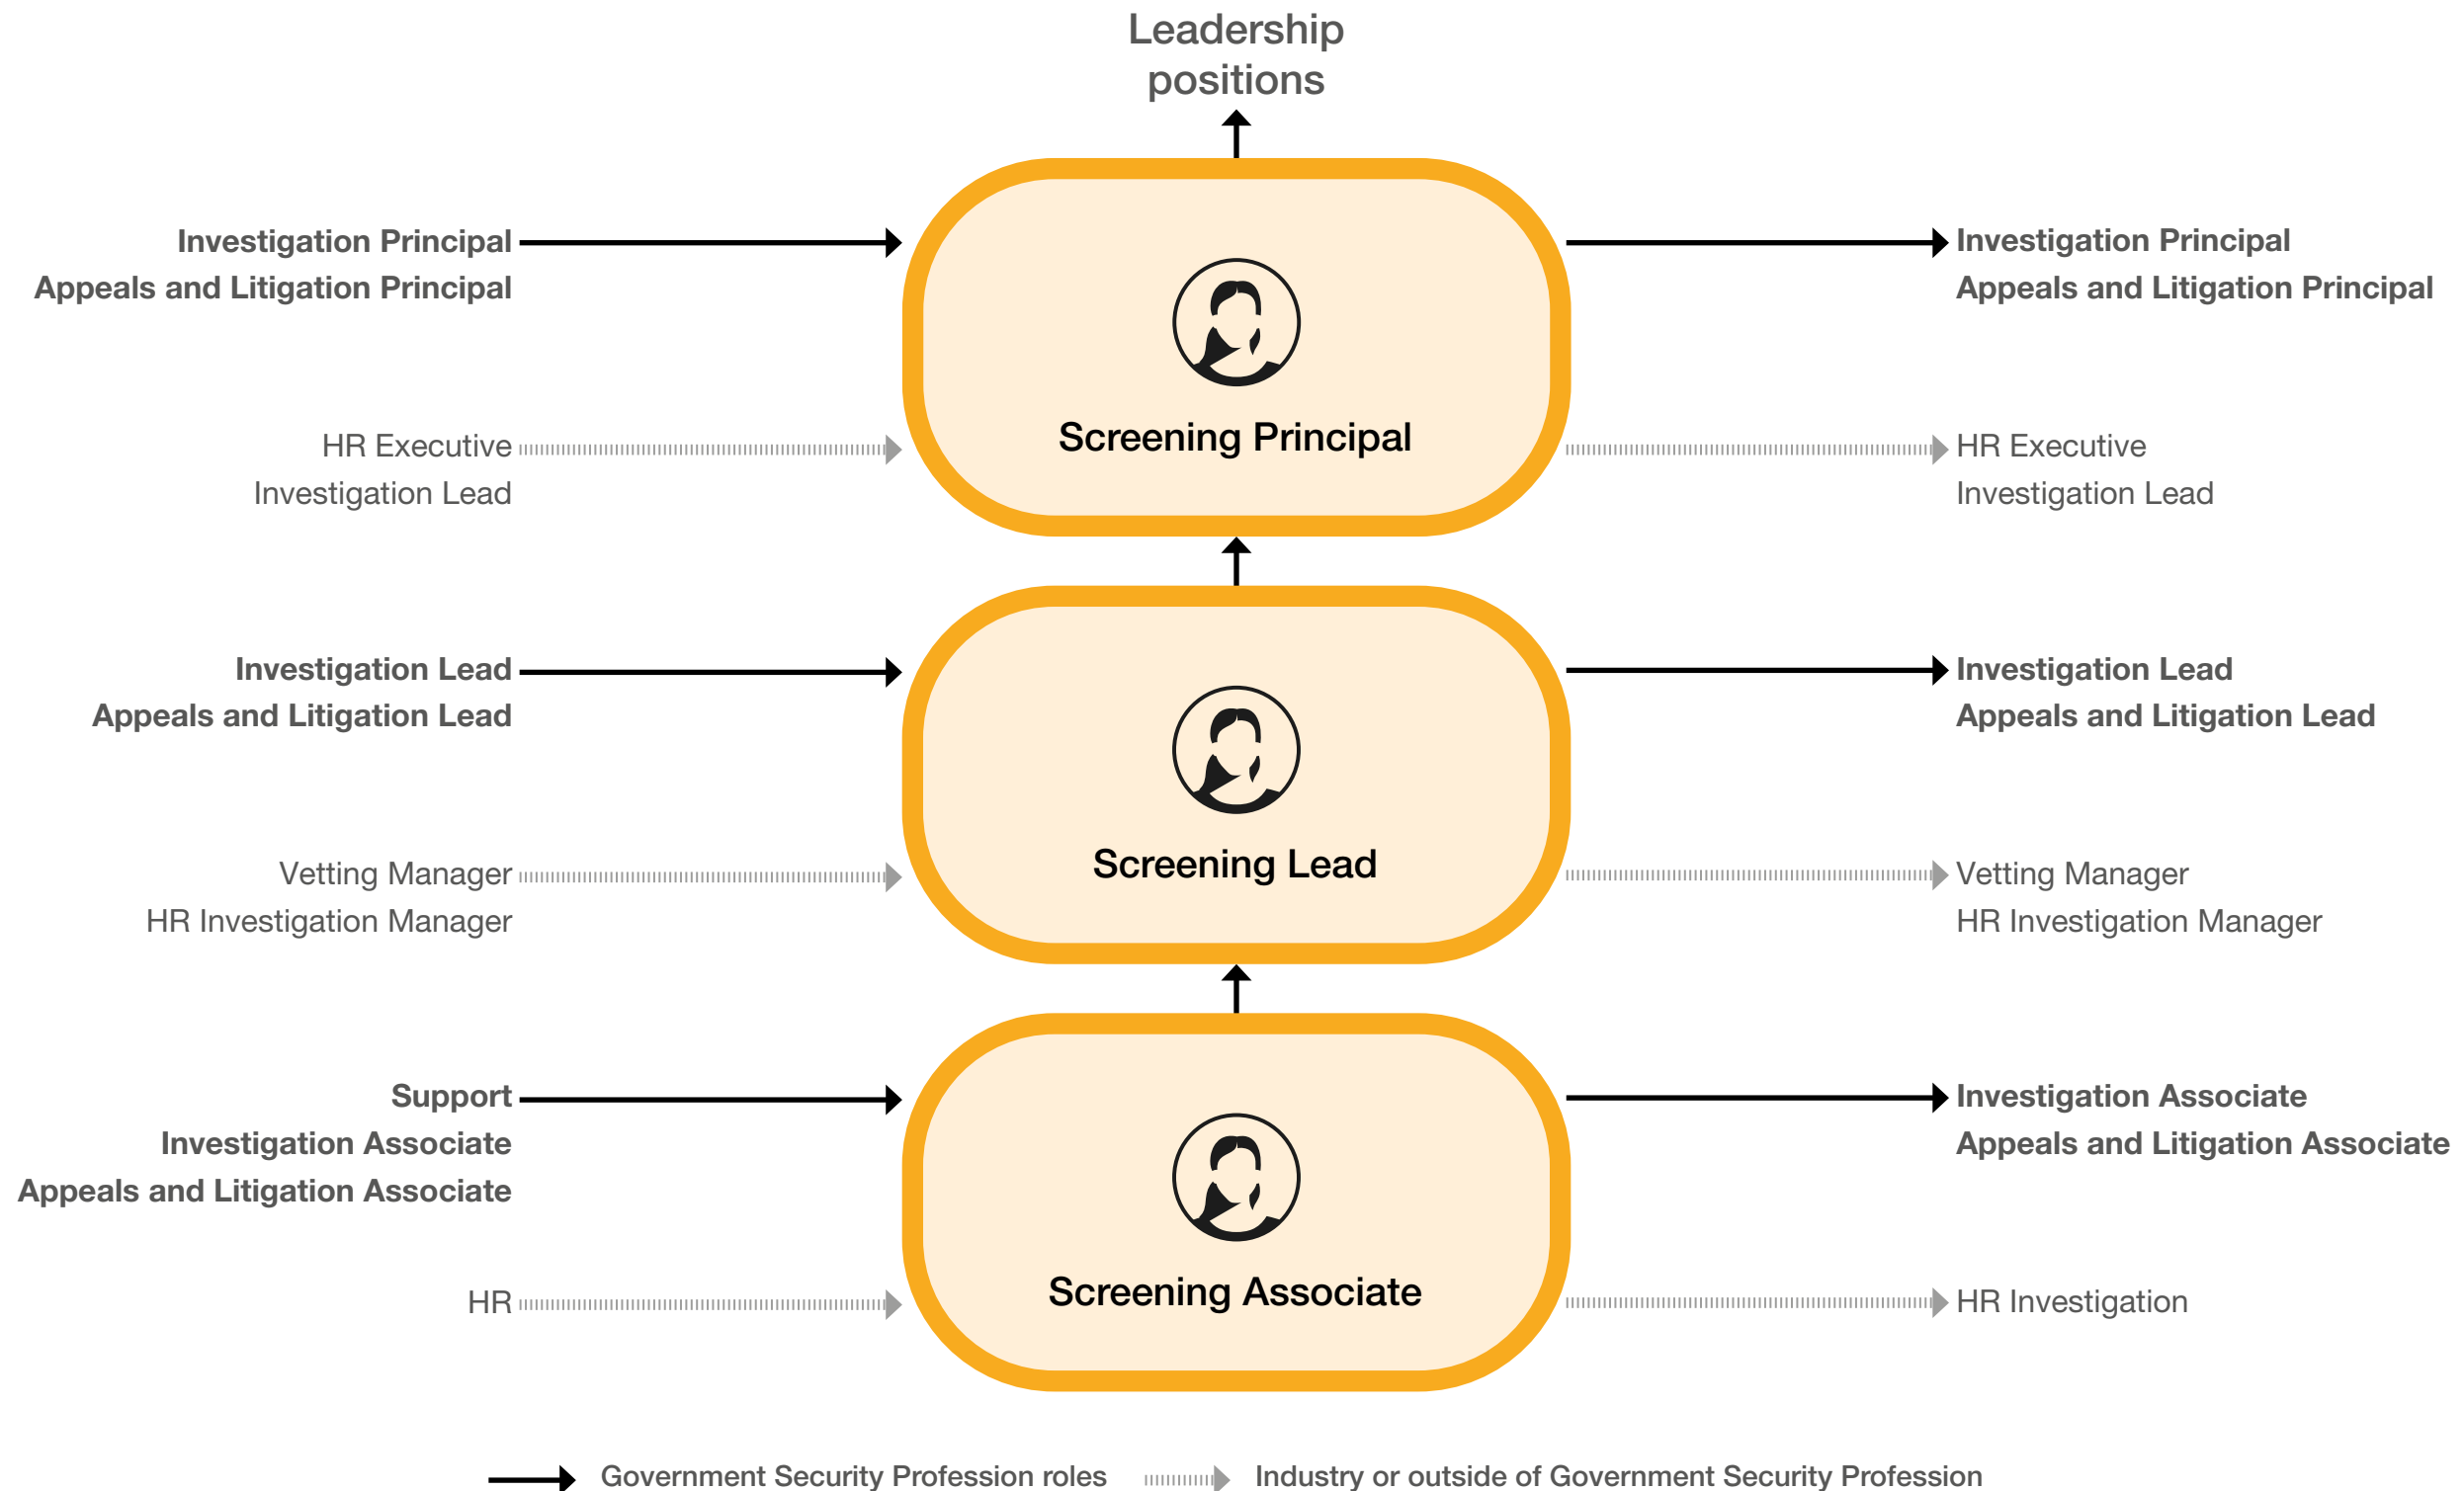 Leadership
positions
Investigation Principal
Appeals and Litigation Principal
HR Executive
Investigation Lead
Screening Principal
Investigation Principal
Appeals and Litigation Principal
HR Executive
Investigation Lead
Investigation Lead
Appeals and Litigation Lead
Vetting Manager
HR Investigation Manager
Screening Lead
Investigation Lead
Appeals and Litigation Lead
Vetting Manager
HR Investigation Manager
Support
Investigation Associate
Appeals and Litigation Associate
HR
Screening Associate
Investigation Associate
Appeals and Litigation Associate
HR Investigation
Government Security Profession roles
Industry or outside of Government Security Profession